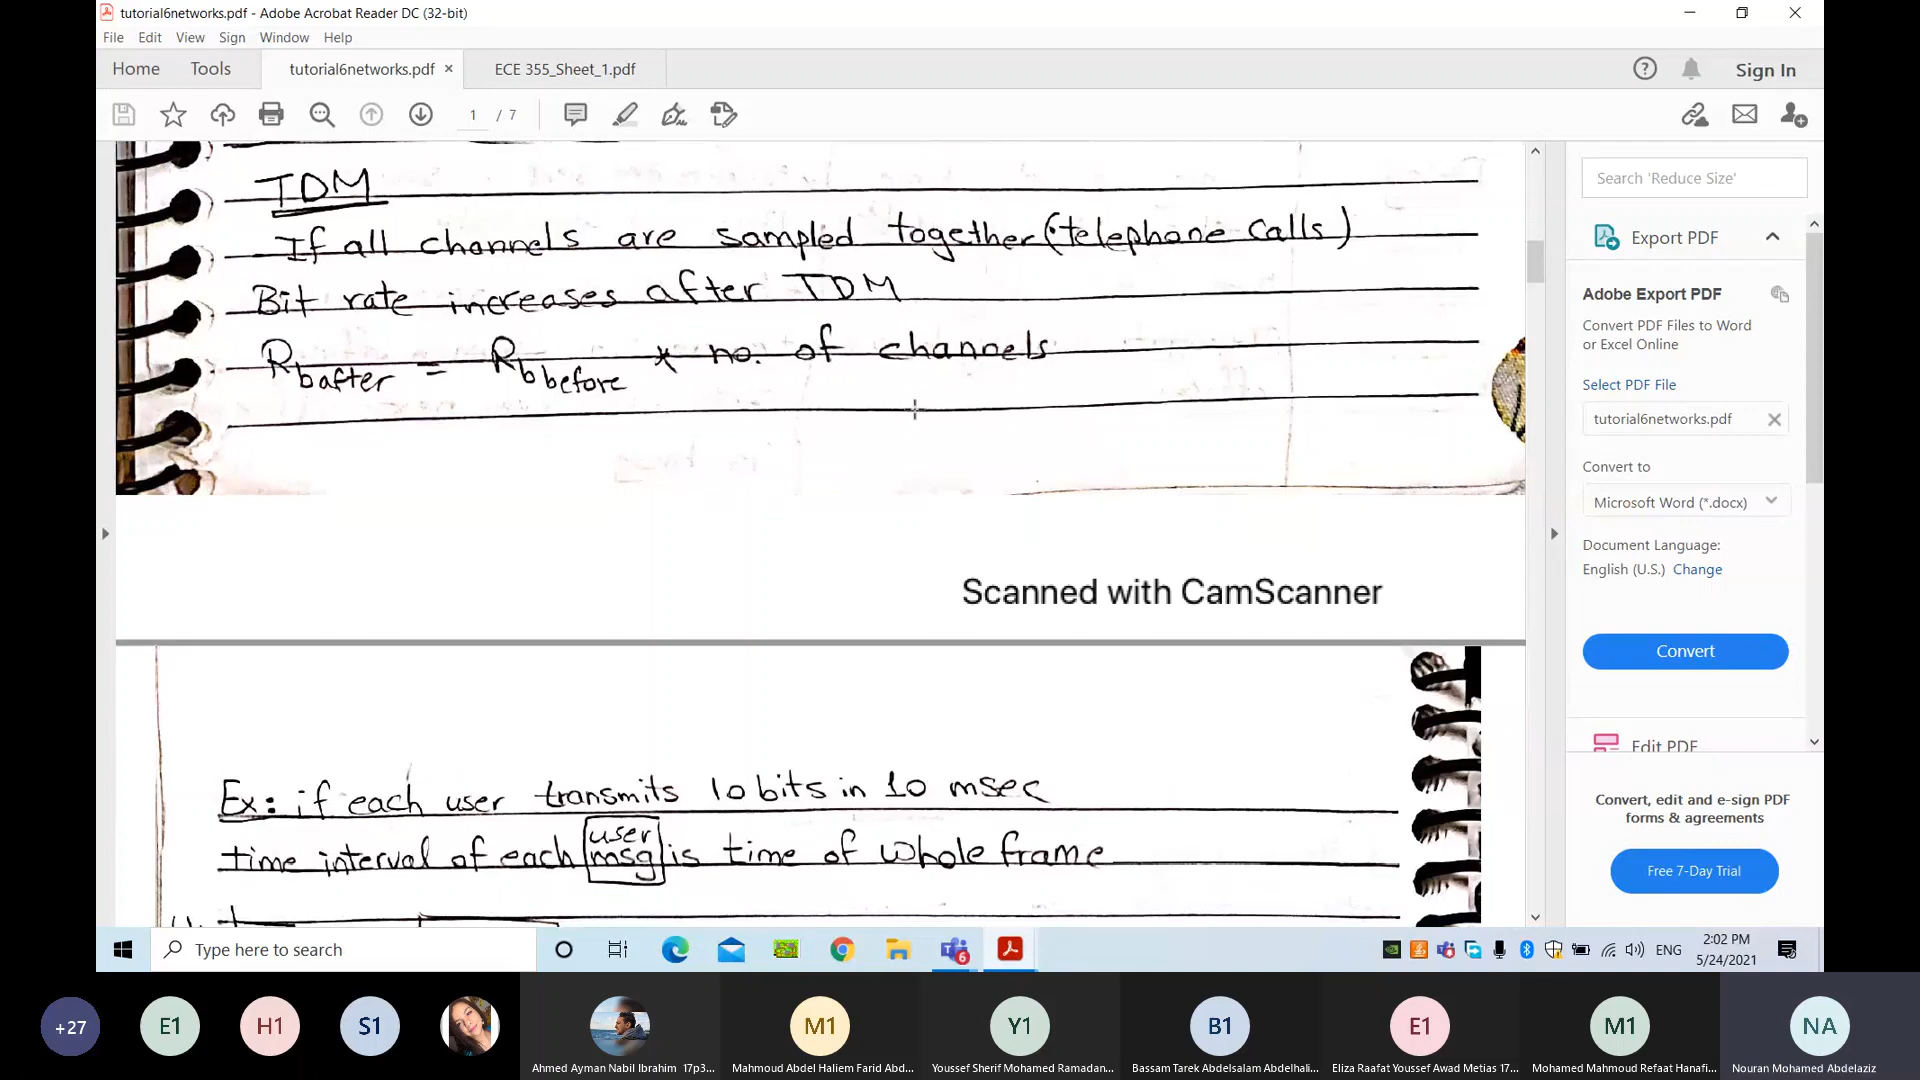 tutorial6networks.pdf - Adobe Acrobat Reader DC (32-bit)
File Edit View Sign Window Help
Home Tools tutorial6networks.pdf × ECE 355_Sheet_1.pdf Sign In
1 / 7
TDM
If all channels are sampled together (telephone calls)
Bit rate increases after TDM
Rb after = Rb before * no. of channels
Scanned with CamScanner
Ex: if each user transmits 10 bits in 10 msec
time interval of each user msg is time of whole frame
Search 'Reduce Size'
Export PDF
Adobe Export PDF
Convert PDF Files to Word
or Excel Online
Select PDF File
tutorial6networks.pdf
Convert to
Microsoft Word (*.docx)
Document Language:
English (U.S.) Change
Convert
Edit PDF
Convert, edit and e-sign PDF
forms & agreements
Free 7-Day Trial
Type here to search
6
ENG
2:02 PM
5/24/2021
+27 E1 H1 S1 M1 Y1 B1 E1 M1 NA
Ahmed Ayman Nabil Ibrahim 17p3... Mahmoud Abdel Haliem Farid Abd... Youssef Sherif Mohamed Ramadan... Bassam Tarek Abdelsalam Abdelhali... Eliza Raafat Youssef Awad Metias 17... Mohamed Mahmoud Refaat Hanafi... Nouran Mohamed Abdelaziz